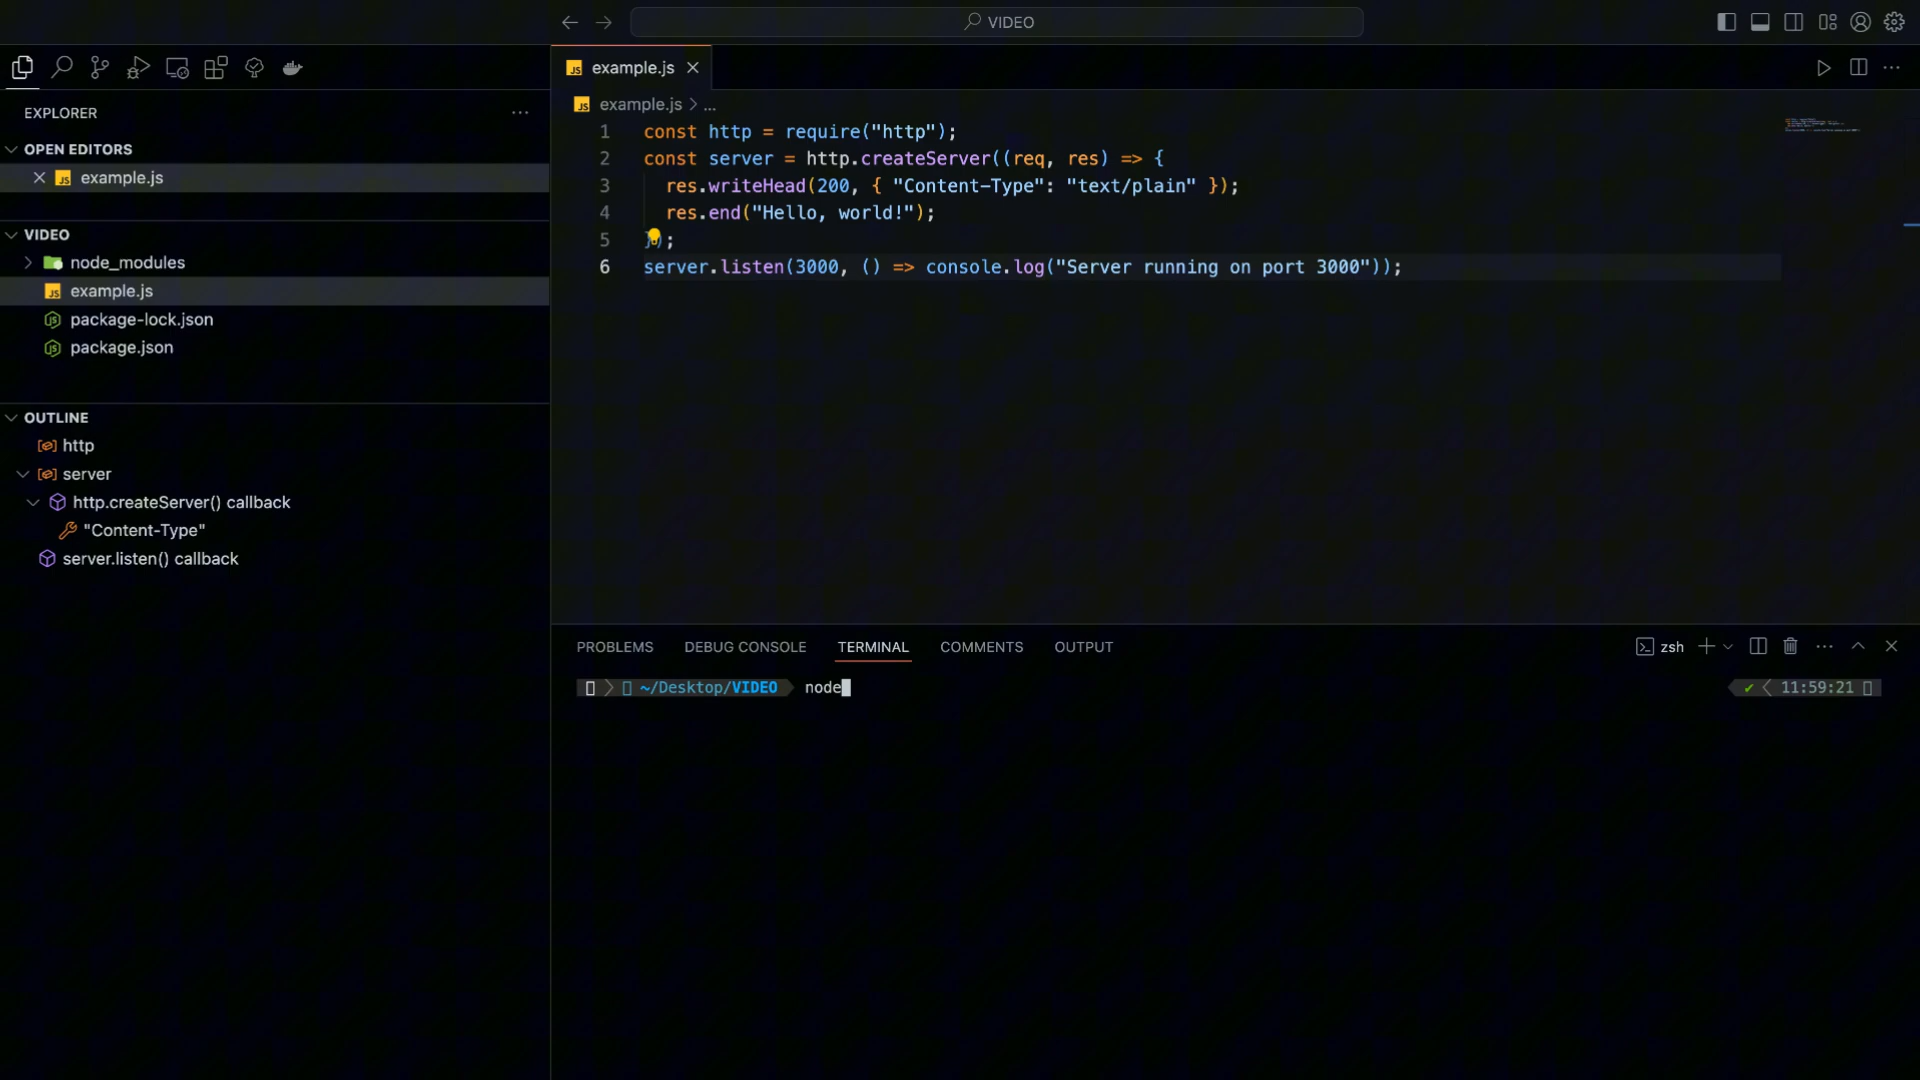 VIDEO
EXPLORER
OPEN EDITORS
example.js
VIDEO
node_modules
example.js
package-lock.json
package.json
OUTLINE
http
server
http.createServer() callback
"Content-Type"
server.listen() callback
example.js
example.js > ...
1 const http = require("http");
2 const server = http.createServer((req, res) => {
3 res.writeHead(200, { "Content-Type": "text/plain" });
4 res.end("Hello, world!");
5 });
6 server.listen(3000, () => console.log("Server running on port 3000"));
PROBLEMS DEBUG CONSOLE TERMINAL COMMENTS OUTPUT zsh
~/Desktop/VIDEO node 11:59:21